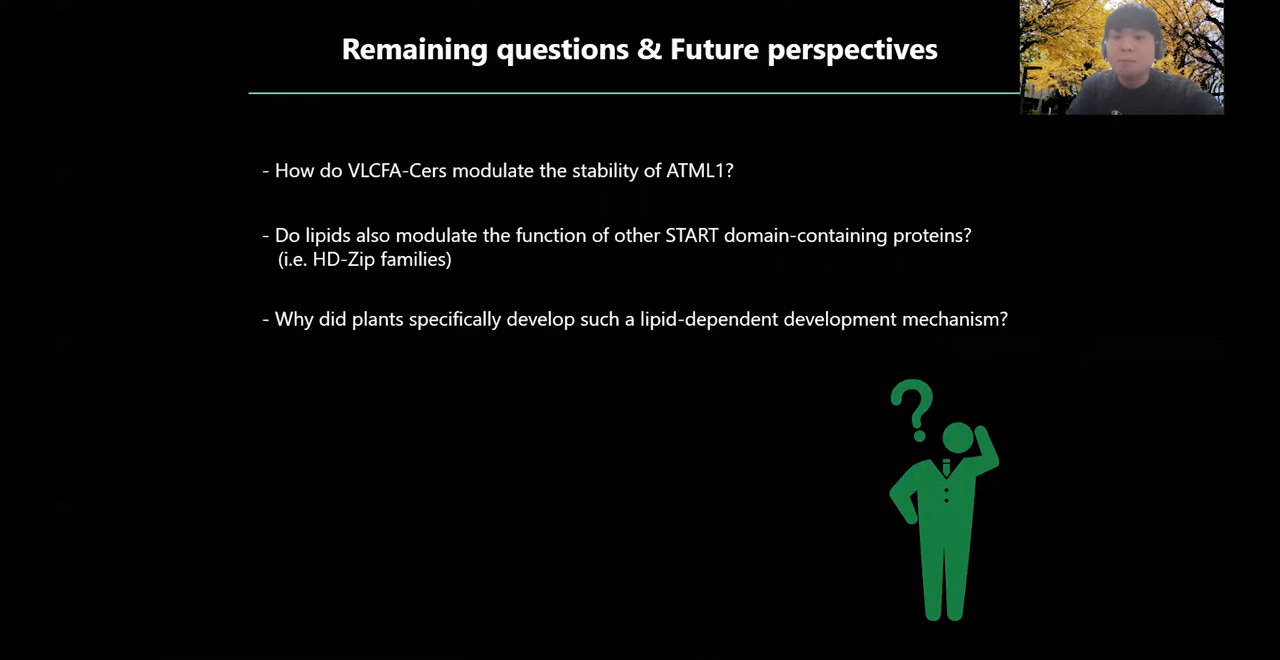 Remaining questions & Future perspectives
- How do VLCFA-Cers modulate the stability of ATML1?
- Do lipids also modulate the function of other START domain-containing proteins?
(i.e. HD-Zip families)
- Why did plants specifically develop such a lipid-dependent development mechanism?
?